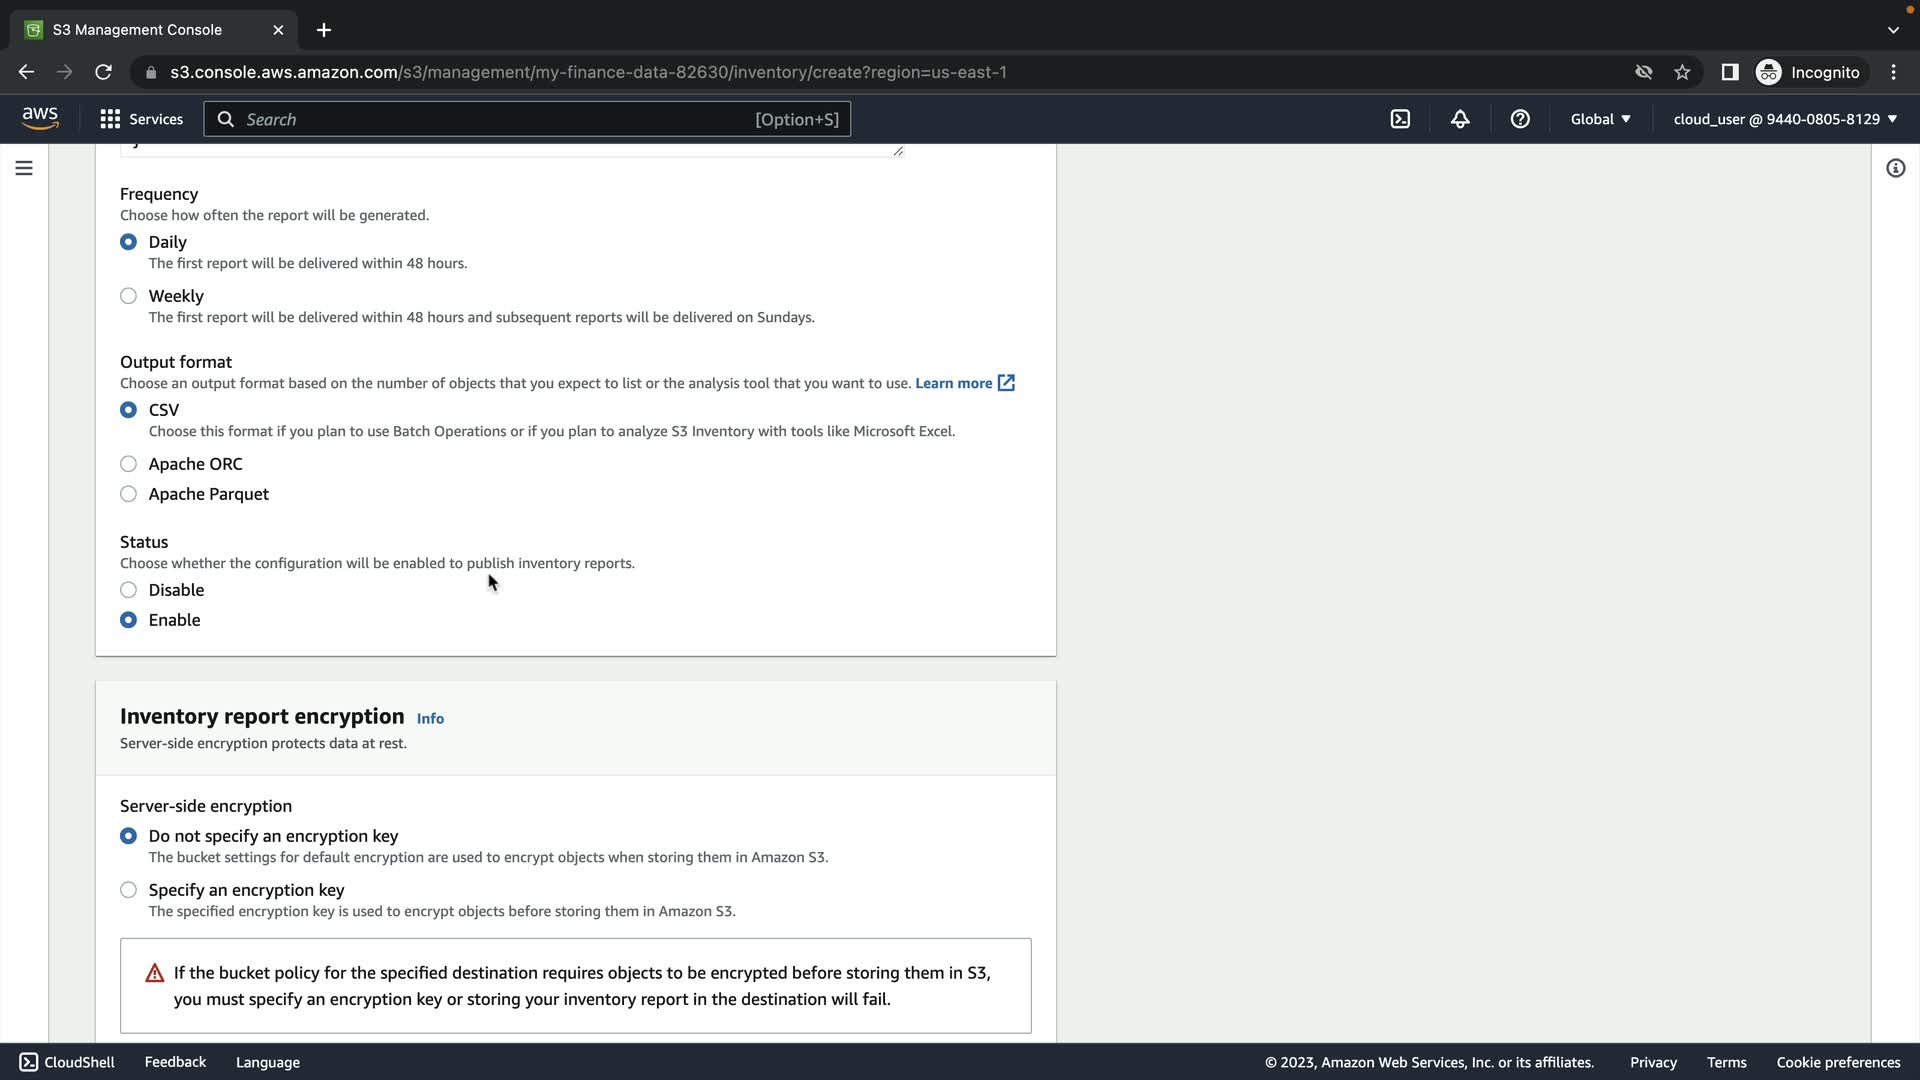 S3 Management Console
s3.console.aws.amazon.com/s3/management/my-finance-data-82630/inventory/create?region=us-east-1
Incognito
aws
Services
Search
[Option+S]
Global
cloud_user @ 9440-0805-8129
Frequency
Choose how often the report will be generated.
Daily
The first report will be delivered within 48 hours.
Weekly
The first report will be delivered within 48 hours and subsequent reports will be delivered on Sundays.
Output format
Choose an output format based on the number of objects that you expect to list or the analysis tool that you want to use. Learn more
CSV
Choose this format if you plan to use Batch Operations or if you plan to analyze S3 Inventory with tools like Microsoft Excel.
Apache ORC
Apache Parquet
Status
Choose whether the configuration will be enabled to publish inventory reports.
Disable
Enable
Inventory report encryption Info
Server-side encryption protects data at rest.
Server-side encryption
Do not specify an encryption key
The bucket settings for default encryption are used to encrypt objects when storing them in Amazon S3.
Specify an encryption key
The specified encryption key is used to encrypt objects before storing them in Amazon S3.
If the bucket policy for the specified destination requires objects to be encrypted before storing them in S3,
you must specify an encryption key or storing your inventory report in the destination will fail.
CloudShell
Feedback
Language
© 2023, Amazon Web Services, Inc. or its affiliates.
Privacy
Terms
Cookie preferences